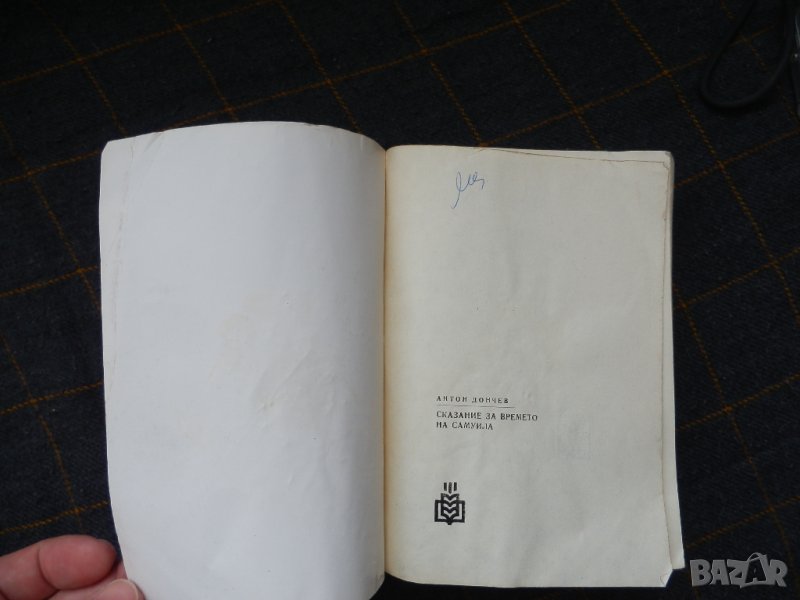 АНТОН ДОНЧЕВ
СКАЗАНИЕ ЗА ВРЕМЕТО
НА САМУИЛА
BAZAR